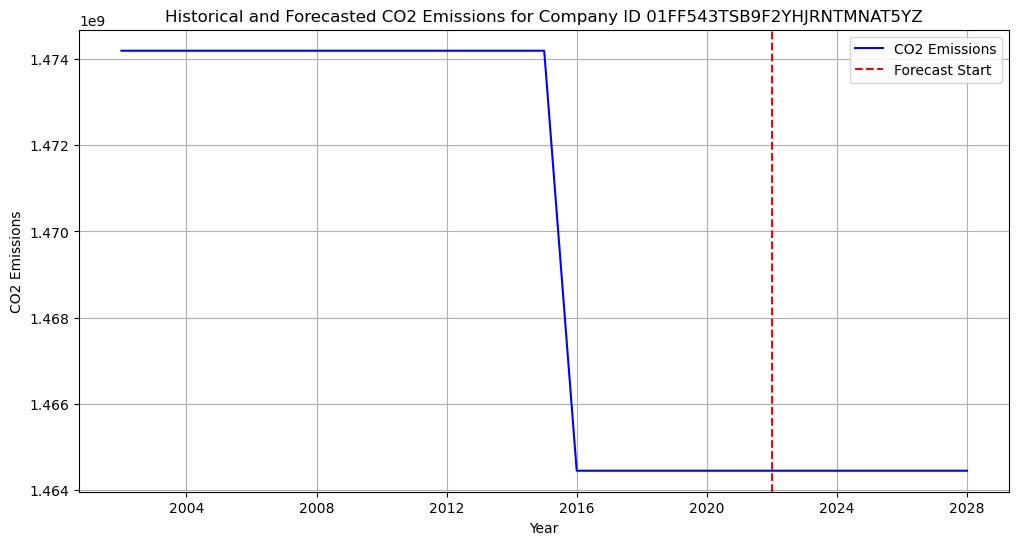 Historical and Forecasted CO2 Emissions for Company ID 01FF543TSB9F2YHJRNTMNAT5YZ
1e9
CO2 Emissions
Forecast Start
1.474
1.472
1.470
1.468
1.466
1.464
CO2 Emissions
2004 2008 2012 2016 2020 2024 2028
Year